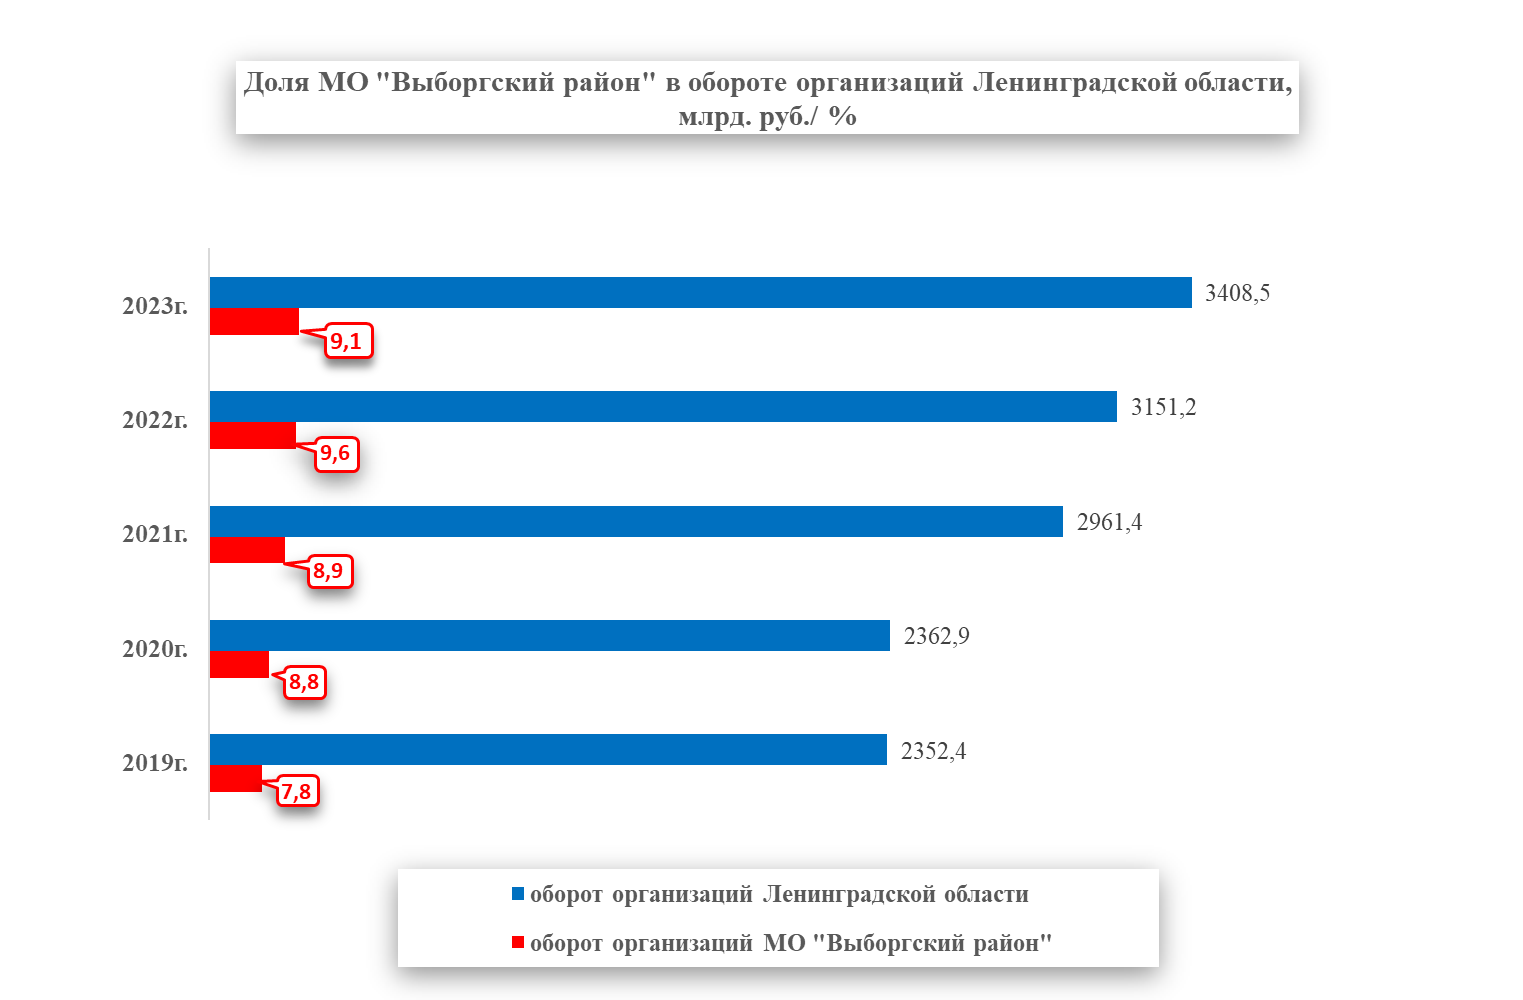 Доля МО "Выборгский район" в обороте организаций Ленинградской области,
млрд. руб./ %
2023г.
3408,5
9,1
2022г.
3151,2
9,6
2021г.
2961,4
8,9
2020г.
2362,9
8,8
2019г.
2352,4
7,8
оборот организаций Ленинградской области
оборот организаций МО "Выборгский район"